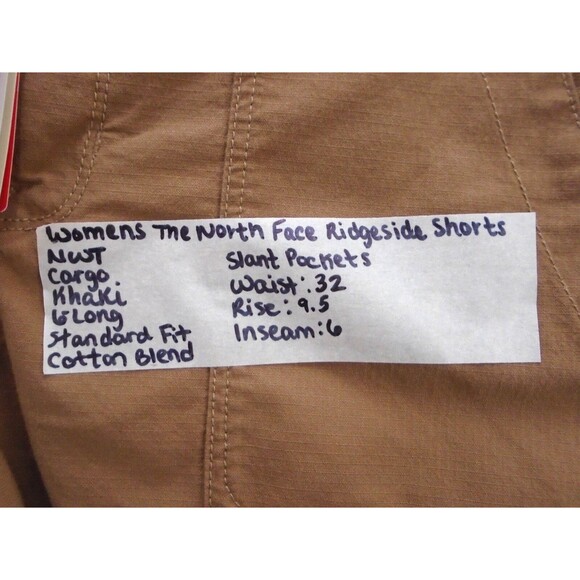 Womens The North Face Ridgeside Shorts
NWT
Cargo
Khaki
6 Long
Standard Fit
Cotton Blend
Slant Pockets
Waist: 32
Rise: 9.5
Inseam: 6